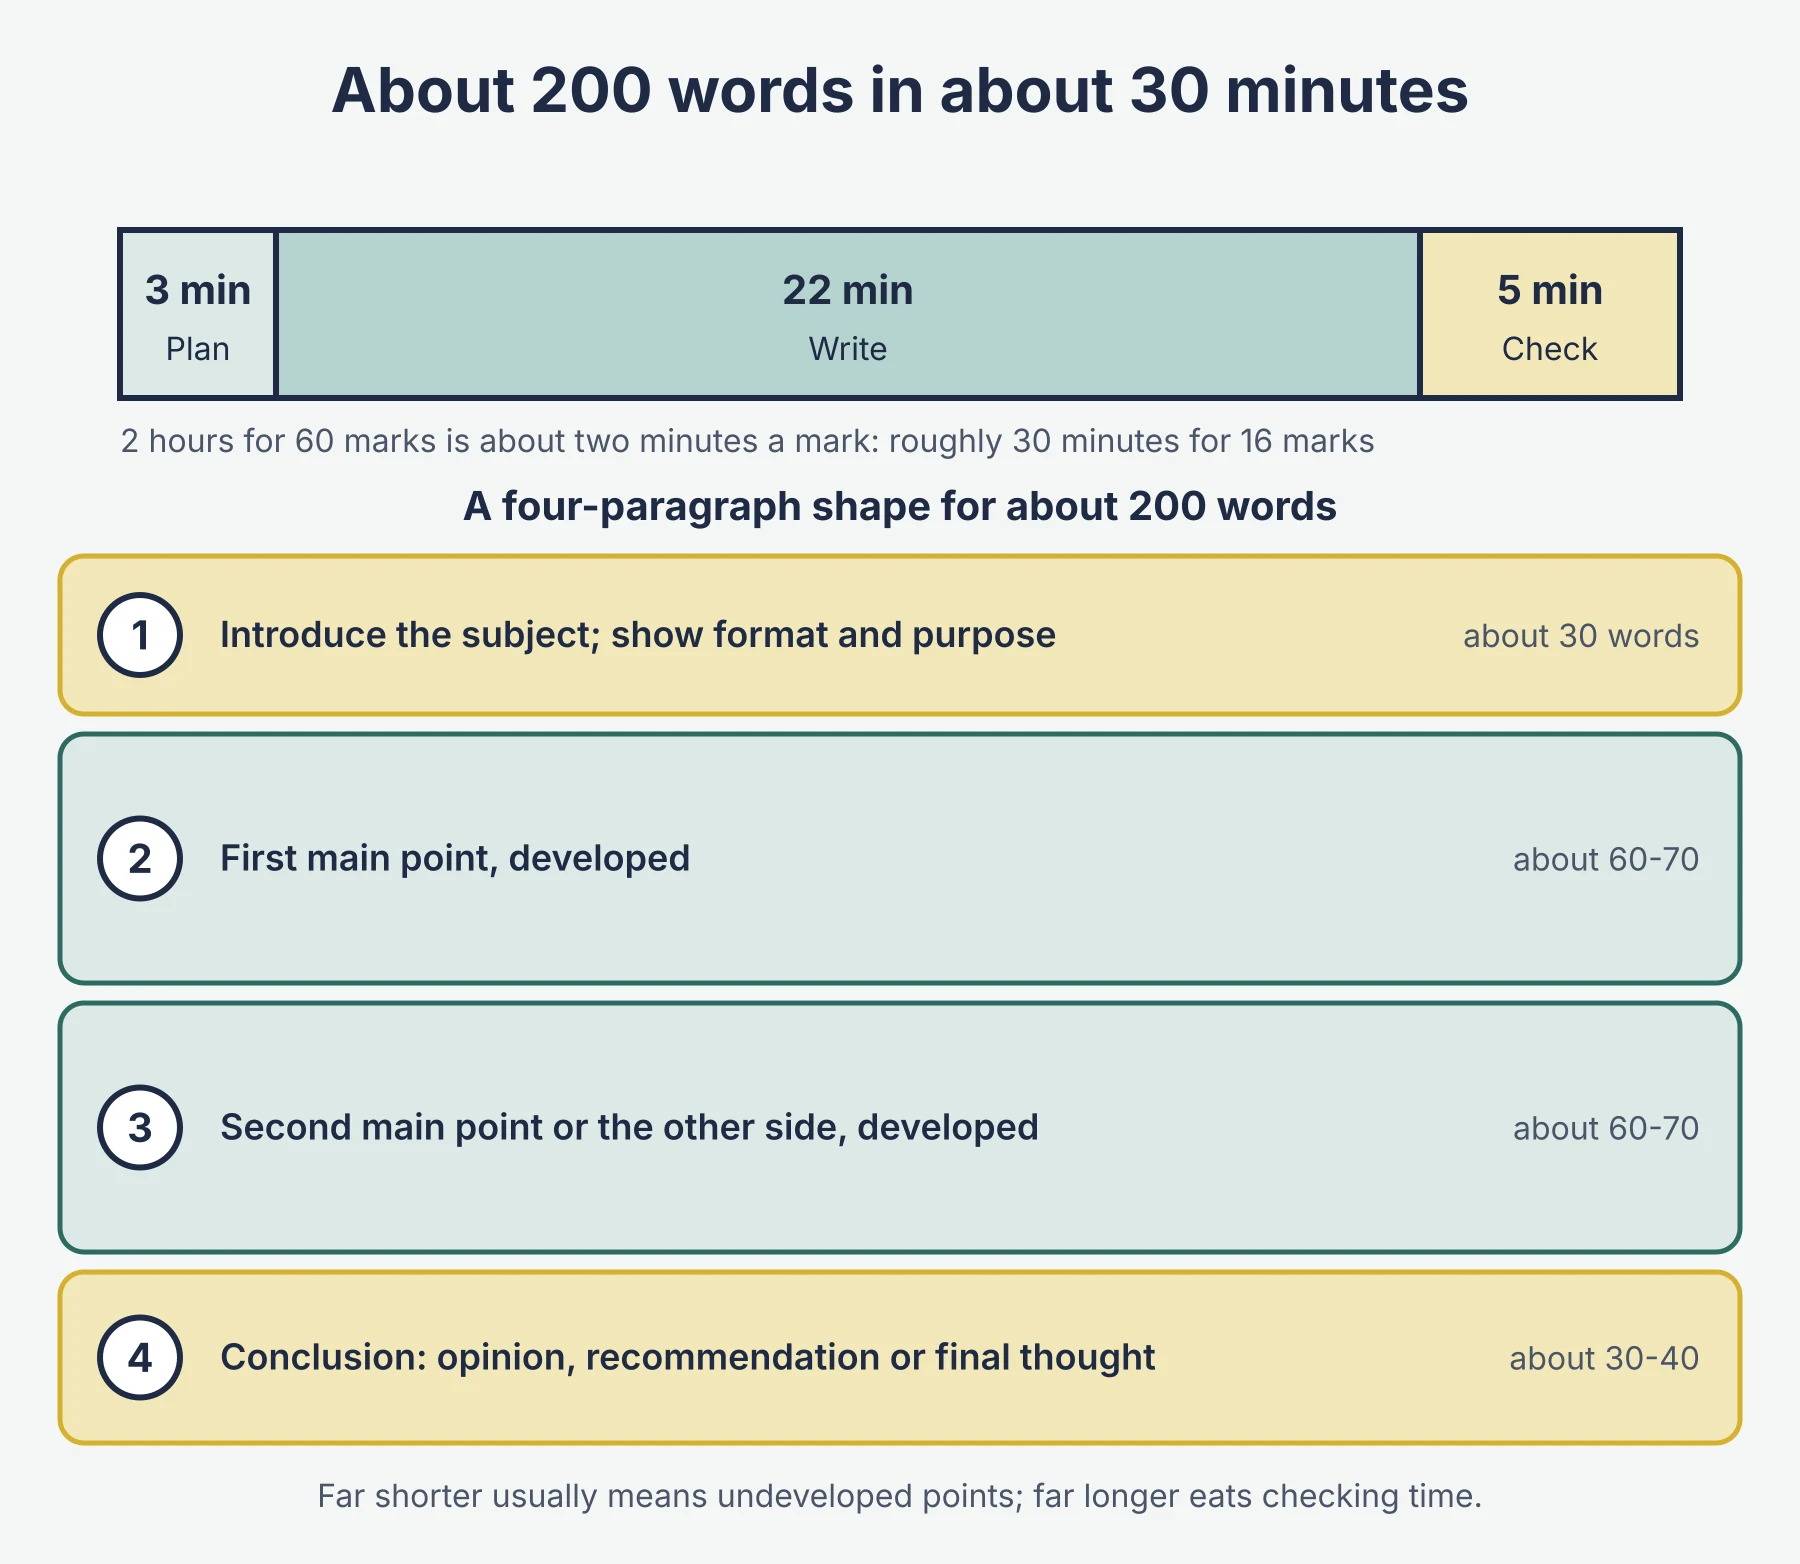 About 200 words in about 30 minutes
3 min
Plan
22 min
Write
5 min
Check
2 hours for 60 marks is about two minutes a mark: roughly 30 minutes for 16 marks
A four-paragraph shape for about 200 words
1 Introduce the subject; show format and purpose about 30 words
2 First main point, developed about 60-70
3 Second main point or the other side, developed about 60-70
4 Conclusion: opinion, recommendation or final thought about 30-40
Far shorter usually means undeveloped points; far longer eats checking time.